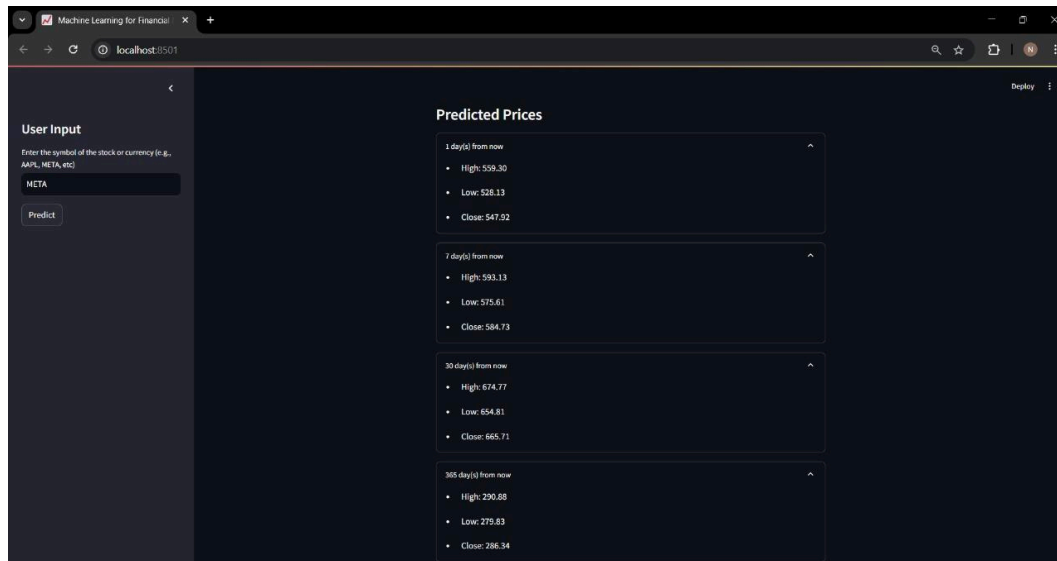 Machine Learning for Financial
localhost:8501
N
Deploy
User Input
Enter the symbol of the stock or currency (e.g.,
AAPL, META, etc)
META
Predict
Predicted Prices
1 day(s) from now
High: 559.30
Low: 528.13
Close: 547.92
7 day(s) from now
High: 593.13
Low: 575.61
Close: 584.73
30 day(s) from now
High: 674.77
Low: 654.81
Close: 665.71
365 day(s) from now
High: 290.88
Low: 279.83
Close: 286.34